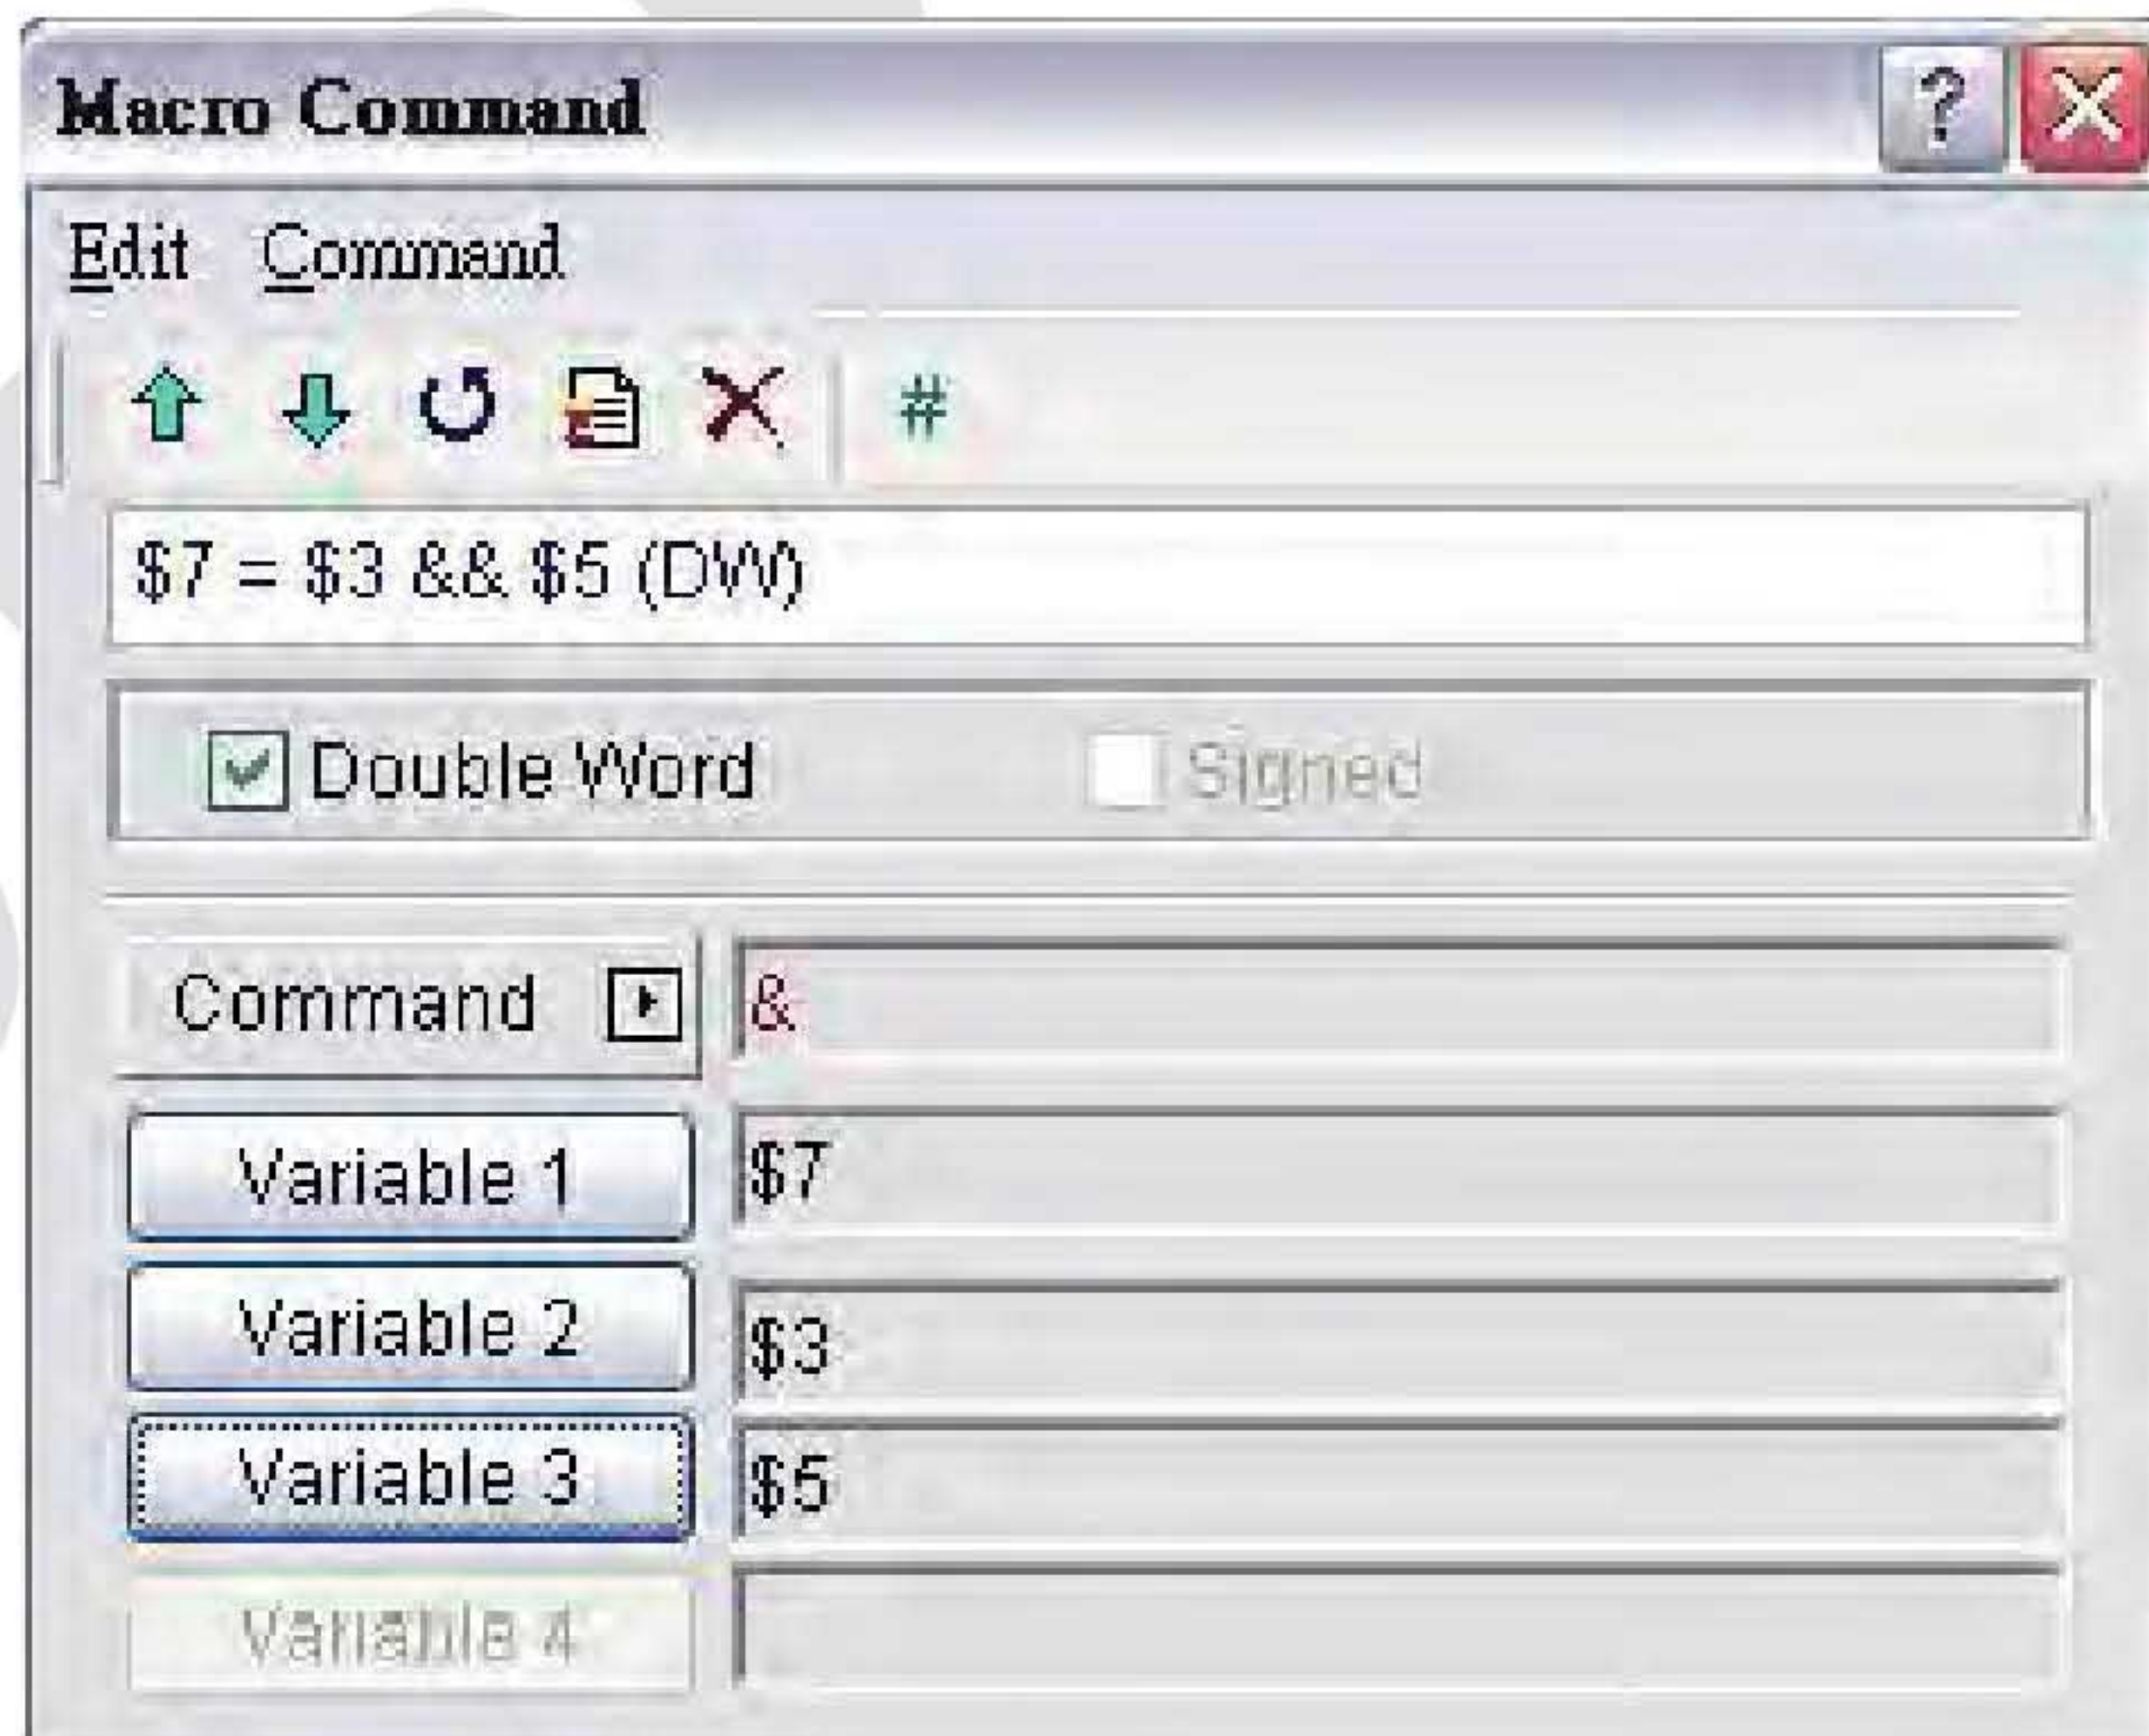 Macro Command
Edit Command
#
$7 = $3 && $5 (DW)
Double Word Signed
Command &
Variable 1 $7
Variable 2 $3
Variable 3 $5
Variable 4